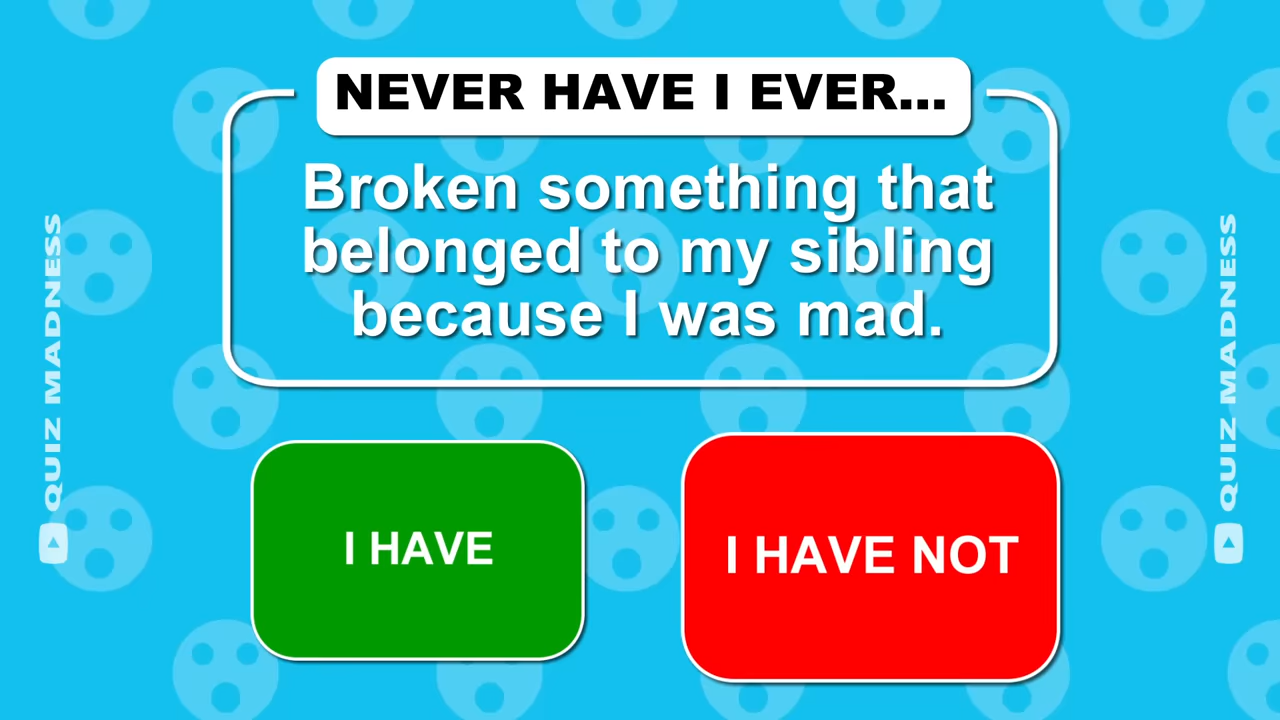 NEVER HAVE I EVER...
Broken something that
belonged to my sibling
because I was mad.
I HAVE
I HAVE NOT
QUIZ MADNESS
QUIZ MADNESS